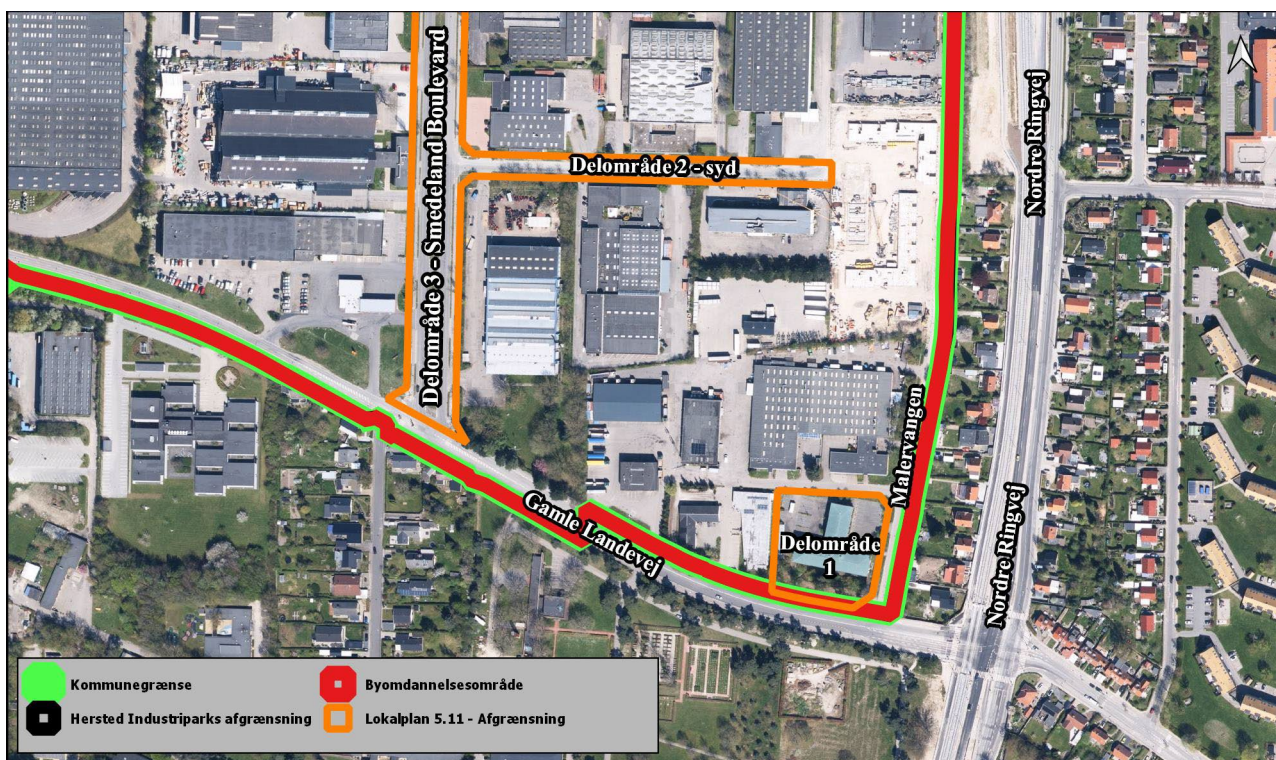 Delområde 3 - Smedeland Boulevard
Delområde 2 - syd
Nordre Ringvej
Malervangen
Gamle Landevej
Delområde
1
Nordre Ringvej
Kommunegrænse
Byomdannelsesområde
Hersted Industriparks afgrænsning
Lokalplan 5.11 - Afgrænsning